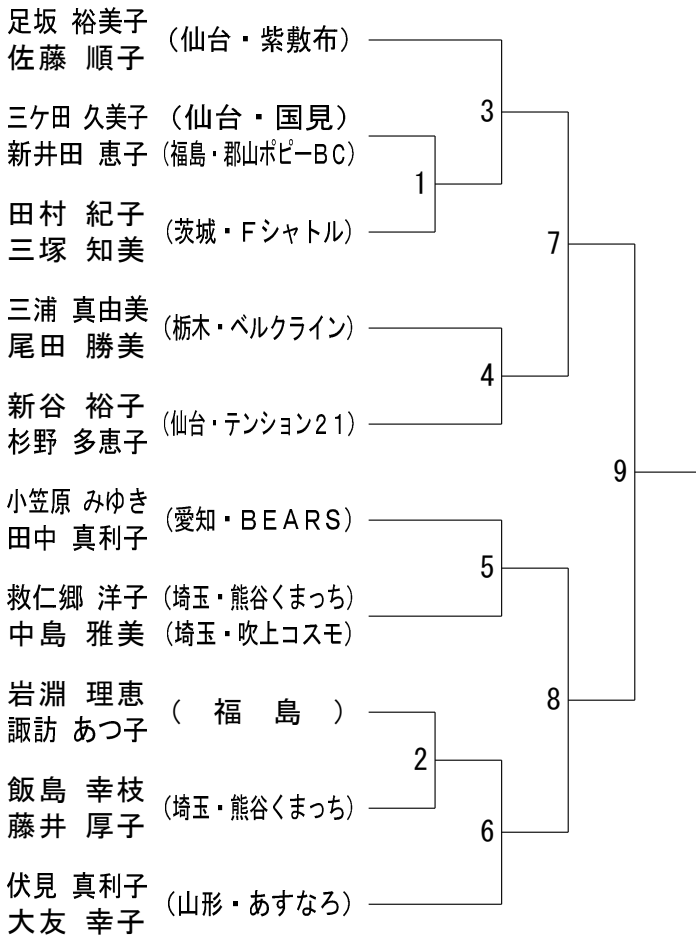 足坂 裕美子
佐藤 順子
（仙台・紫敷布）
三ケ田 久美子 （仙台・国見）
新井田 恵子 （福島・郡山ポピーＢＣ）
田村 紀子
三塚 知美
（茨城・Ｆシャトル）
三浦 真由美
尾田 勝美
（栃木・ベルクライン）
新谷 裕子
杉野 多恵子
（仙台・テンション２１）
小笠原 みゆき
田中 真利子
（愛知・ＢＥＡＲＳ）
救仁郷 洋子 （埼玉・熊谷くまっち）
中島 雅美 （埼玉・吹上コスモ）
岩淵 理恵
諏訪 あつ子
（ 福 島 ）
飯島 幸枝
藤井 厚子
（埼玉・熊谷くまっち）
伏見 真利子
大友 幸子
（山形・あすなろ）
3
1
7
4
9
5
8
2
6